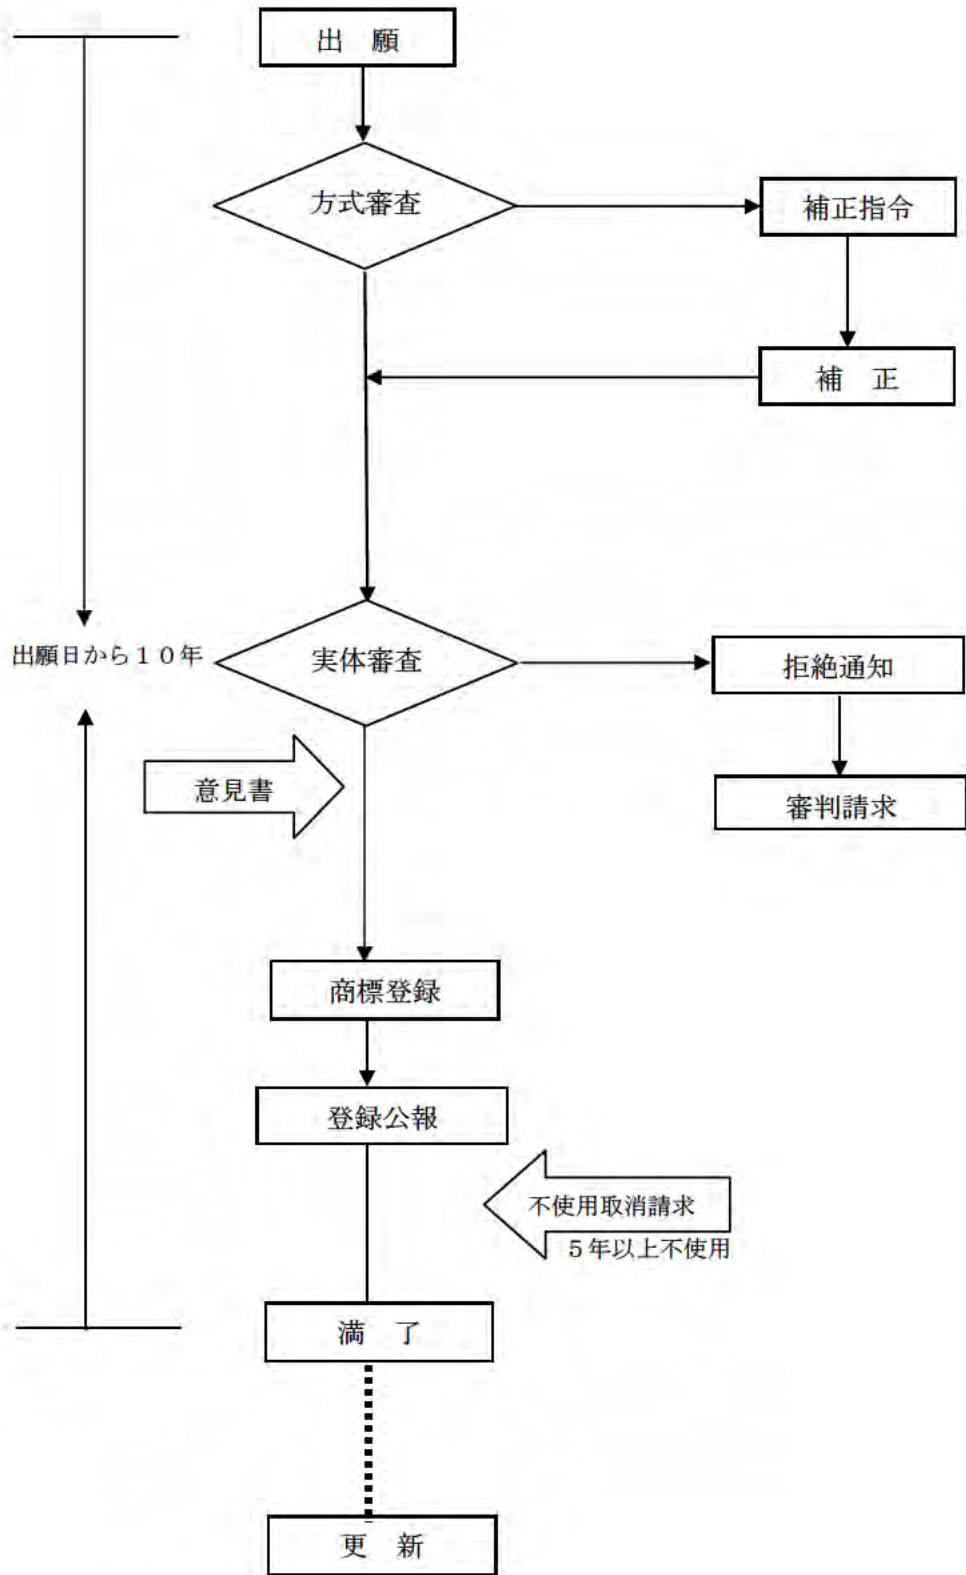 出　願
方式審査
補正指令
補　正
出願日から１０年
実体審査
拒絶通知
意見書
審判請求
商標登録
登録公報
不使用取消請求
５年以上不使用
満　了
更　新